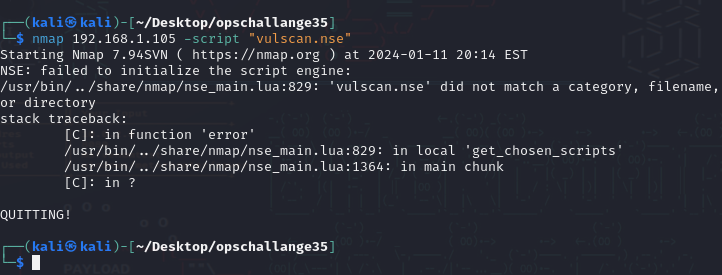 ┌──(kali㉿kali)-[~/Desktop/opschallange35]
└─$ nmap 192.168.1.105 -script "vulscan.nse"
Starting Nmap 7.94SVN ( https://nmap.org ) at 2024-01-11 20:14 EST
NSE: failed to initialize the script engine:
/usr/bin/../share/nmap/nse_main.lua:829: 'vulscan.nse' did not match a category, filename,
or directory
stack traceback:
        [C]: in function 'error'
        /usr/bin/../share/nmap/nse_main.lua:829: in local 'get_chosen_scripts'
        /usr/bin/../share/nmap/nse_main.lua:1364: in main chunk
        [C]: in ?

QUITTING!

┌──(kali㉿kali)-[~/Desktop/opschallange35]
└─$
PAYLOAD